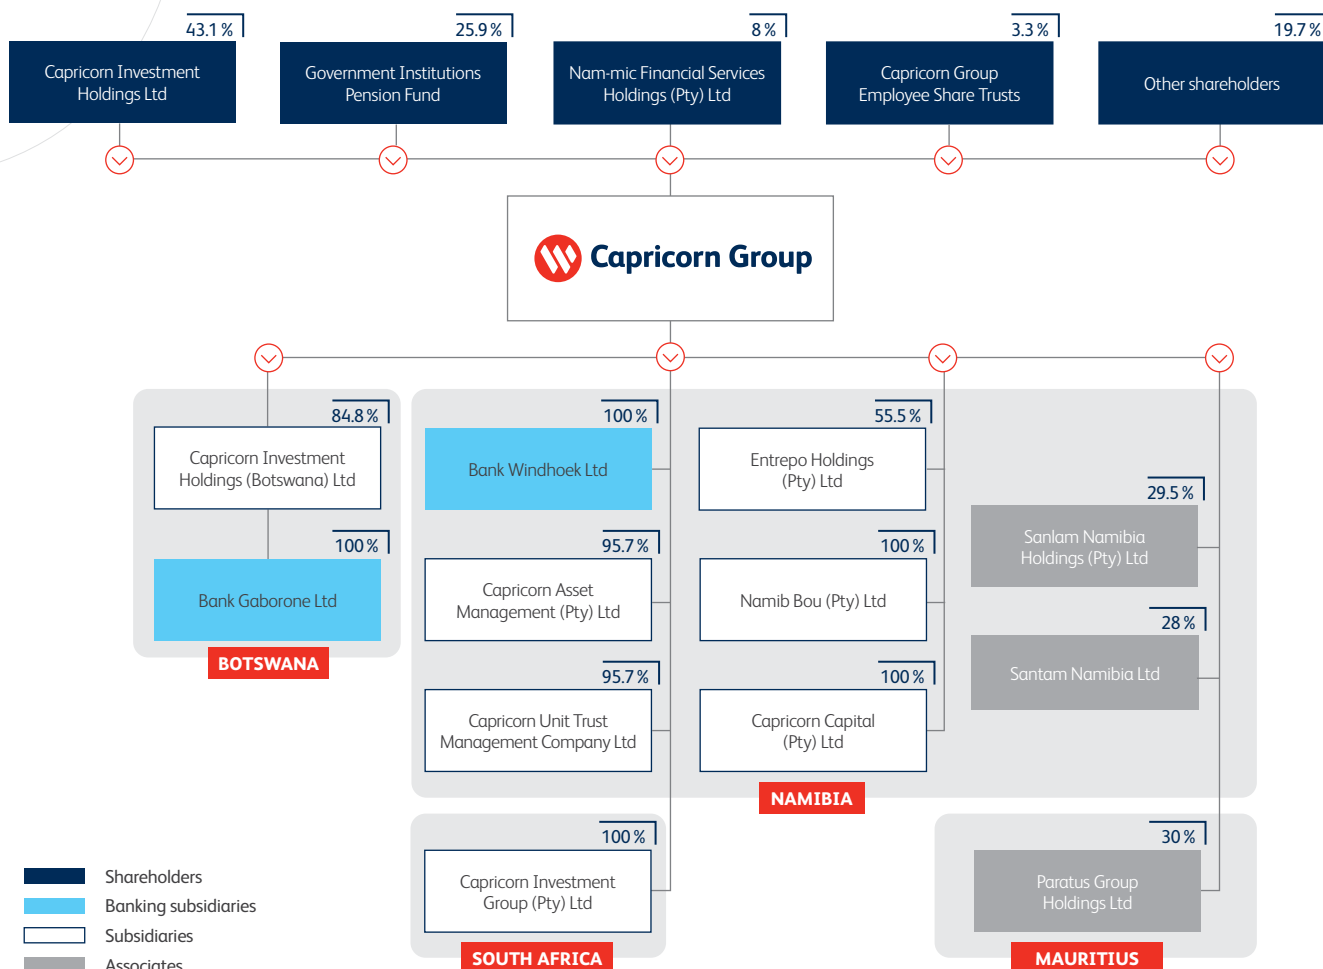 43.1 %
Capricorn Investment
Holdings Ltd
25.9 %
Government Institutions
Pension Fund
8 %
Nam-mic Financial Services
Holdings (Pty) Ltd
3.3 %
Capricorn Group
Employee Share Trusts
19.7 %
Other shareholders
Capricorn Group
84.8 %
Capricorn Investment
Holdings (Botswana) Ltd
100 %
Bank Gaborone Ltd
BOTSWANA
100 %
Bank Windhoek Ltd
95.7 %
Capricorn Asset
Management (Pty) Ltd
95.7 %
Capricorn Unit Trust
Management Company Ltd
55.5 %
Entrepo Holdings
(Pty) Ltd
100 %
Namib Bou (Pty) Ltd
100 %
Capricorn Capital
(Pty) Ltd
29.5 %
Sanlam Namibia
Holdings (Pty) Ltd
28 %
Santam Namibia Ltd
NAMIBIA
100 %
Capricorn Investment
Group (Pty) Ltd
SOUTH AFRICA
30 %
Paratus Group
Holdings Ltd
MAURITIUS
Shareholders
Banking subsidiaries
Subsidiaries
Associates